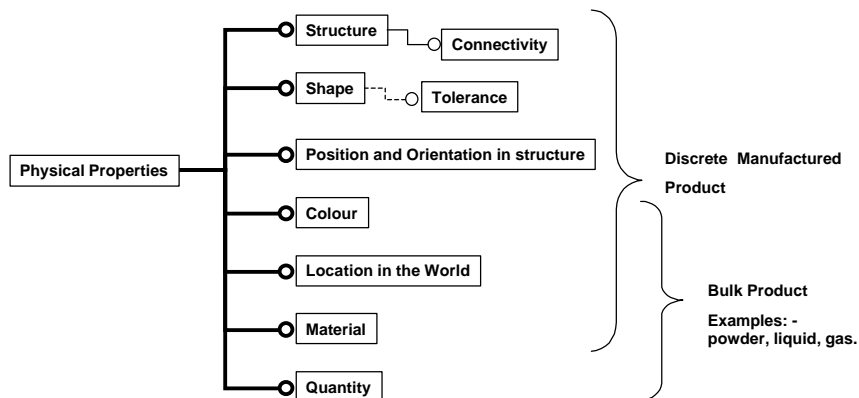 Structure
Connectivity
Shape
Tolerance
Position and Orientation in structure
Physical Properties
Discrete Manufactured
Product
Colour
Location in the World
Bulk Product
Examples: -
powder, liquid, gas.
Material
Quantity